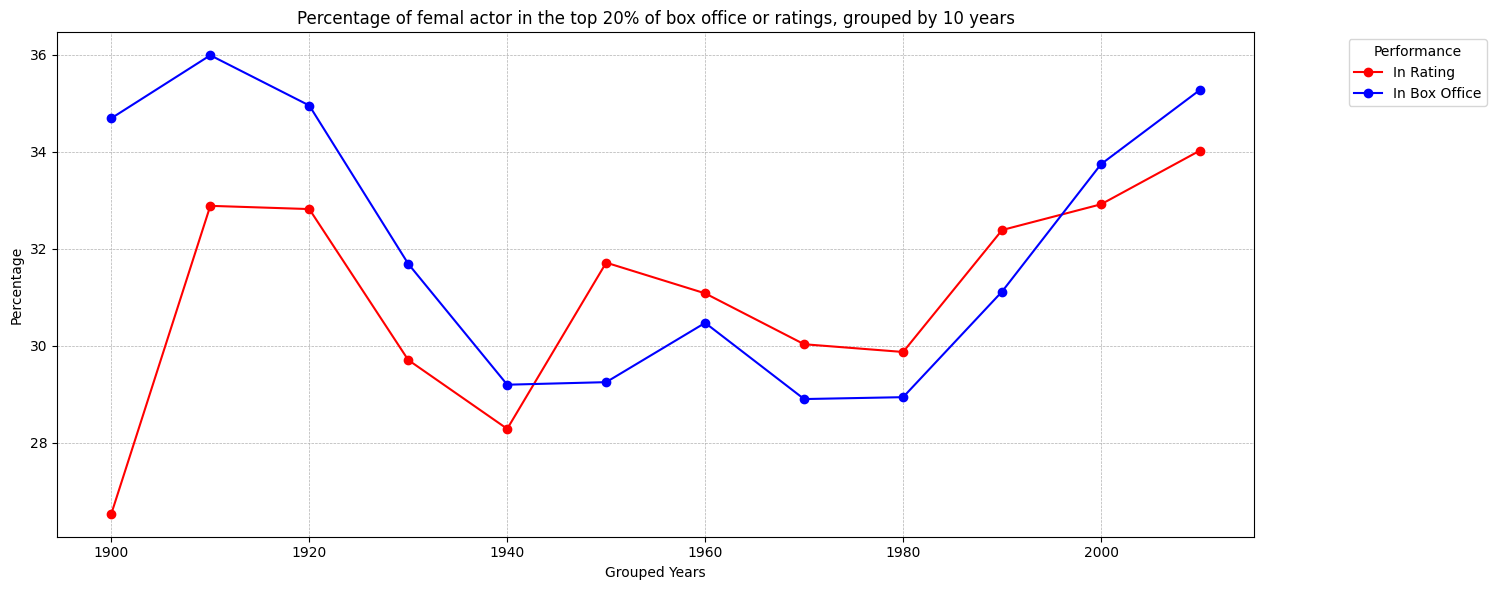 Percentage of femal actor in the top 20% of box office or ratings, grouped by 10 years
Performance
In Rating
In Box Office
36
34
32
30
28
Percentage
1900
1920
1940
1960
1980
2000
Grouped Years